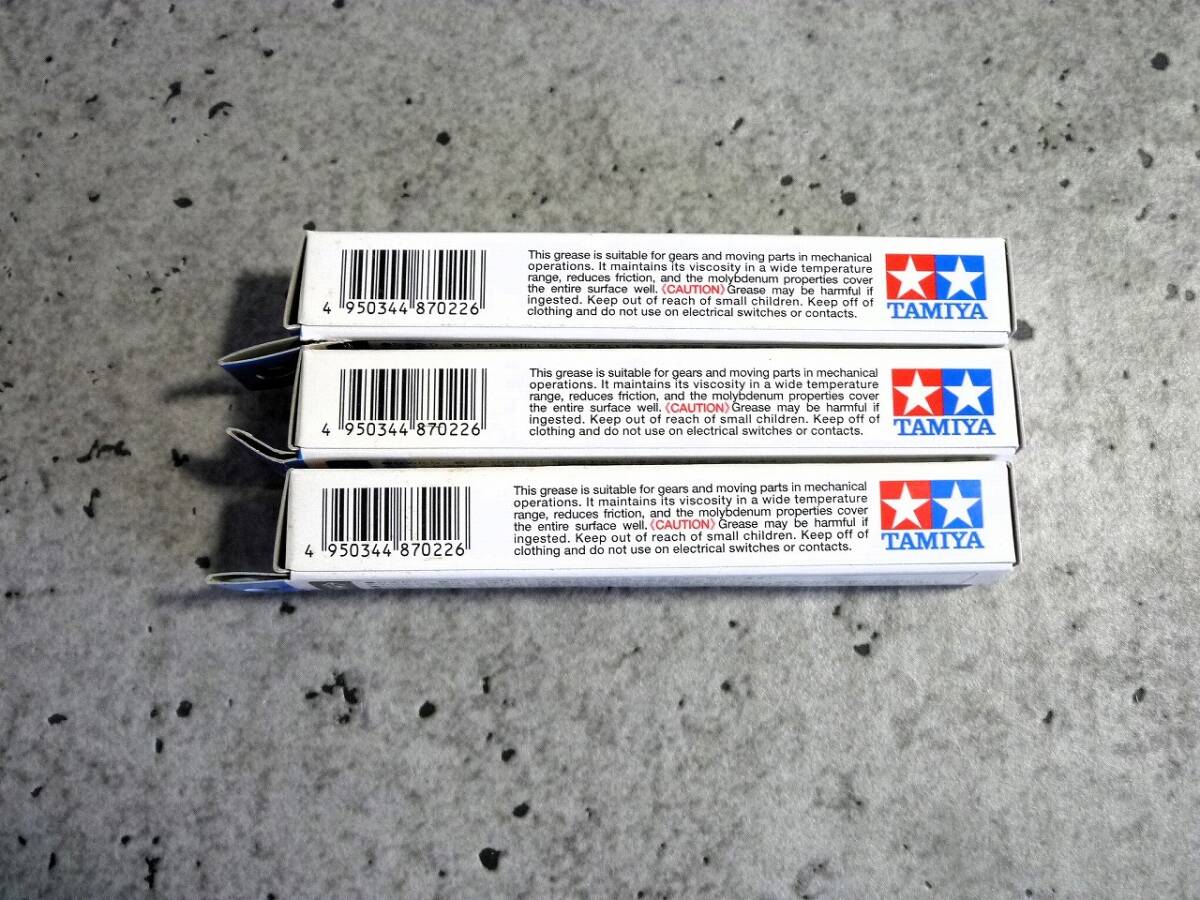 This grease is suitable for gears and moving parts in mechanical
operations. It maintains its viscosity in a wide temperature
range, reduces friction, and the molybdenum properties cover
the entire surface well. 《CAUTION》 Grease may be harmful if
ingested. Keep out of reach of small children. Keep off of
clothing and do not use on electrical switches or contacts.
4 950344 870226
TAMIYA
This grease is suitable for gears and moving parts in mechanical
operations. It maintains its viscosity in a wide temperature
range, reduces friction, and the molybdenum properties cover
the entire surface well. 《CAUTION》 Grease may be harmful if
ingested. Keep out of reach of small children. Keep off of
clothing and do not use on electrical switches or contacts.
4 950344 870226
TAMIYA
This grease is suitable for gears and moving parts in mechanical
operations. It maintains its viscosity in a wide temperature
range, reduces friction, and the molybdenum properties cover
the entire surface well. 《CAUTION》 Grease may be harmful if
ingested. Keep out of reach of small children. Keep off of
clothing and do not use on electrical switches or contacts.
4 950344 870226
TAMIYA